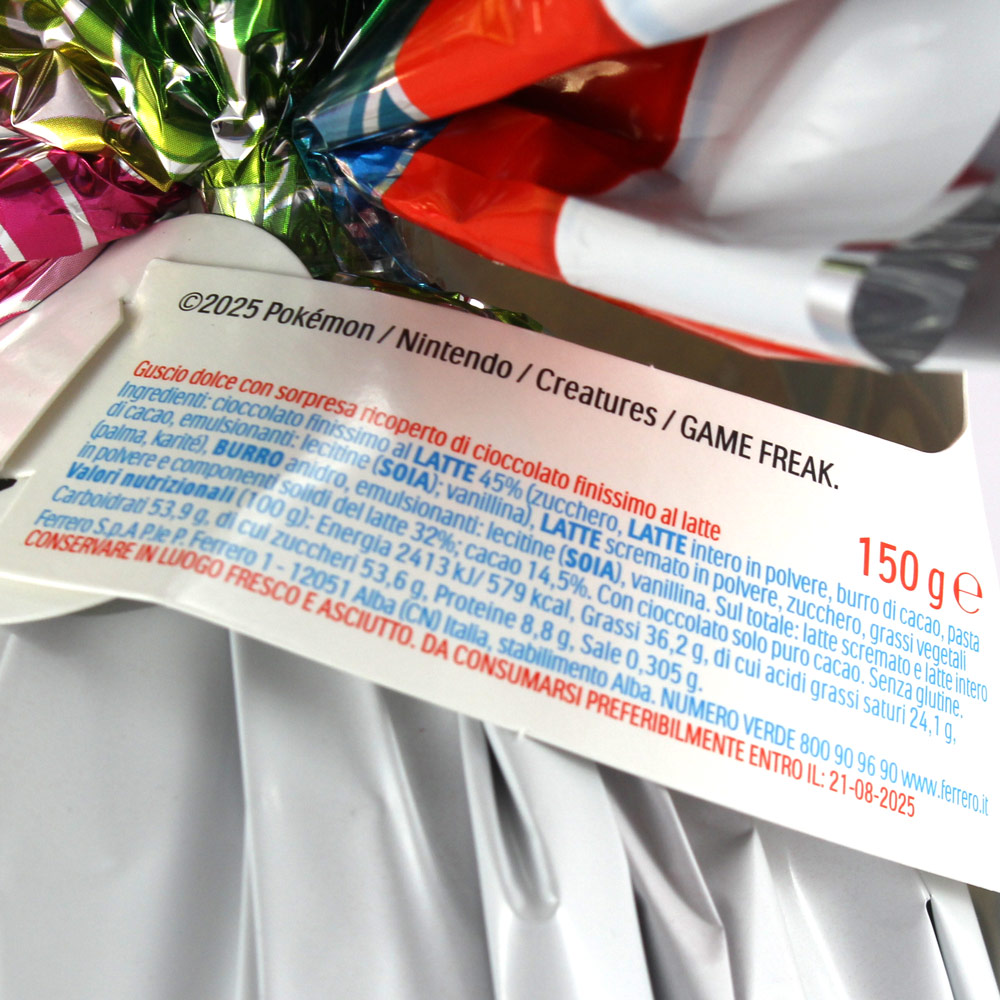 ©2025 Pokémon / Nintendo / Creatures / GAME FREAK.
Guscio dolce con sorpresa ricoperto di cioccolato finissimo al latte
150 g ℮
Ingredienti: cioccolato finissimo al LATTE 45% (zucchero, LATTE intero in polvere, burro di cacao, pasta
di cacao, emulsionanti: lecitine (SOIA); vanillina), LATTE scremato in polvere, zucchero, grassi vegetali
(palma, karité), BURRO anidro, emulsionanti: lecitine (SOIA), vanillina. Sul totale: latte scremato e latte intero
in polvere e componenti solidi del latte 32%; cacao 14,5%. Con cioccolato solo puro cacao. Senza glutine.
Valori nutrizionali (100 g): Energia 2413 kJ/ 579 kcal, Grassi 36,2 g, di cui acidi grassi saturi 24,1 g,
Carboidrati 53,9 g, di cui zuccheri 53,6 g, Proteine 8,8 g, Sale 0,305 g.
Ferrero S.p.A. P.le P. Ferrero 1 - 12051 Alba (CN) Italia, stabilimento Alba. NUMERO VERDE 800 90 96 90 www.ferrero.it
CONSERVARE IN LUOGO FRESCO E ASCIUTTO. DA CONSUMARSI PREFERIBILMENTE ENTRO IL: 21-08-2025